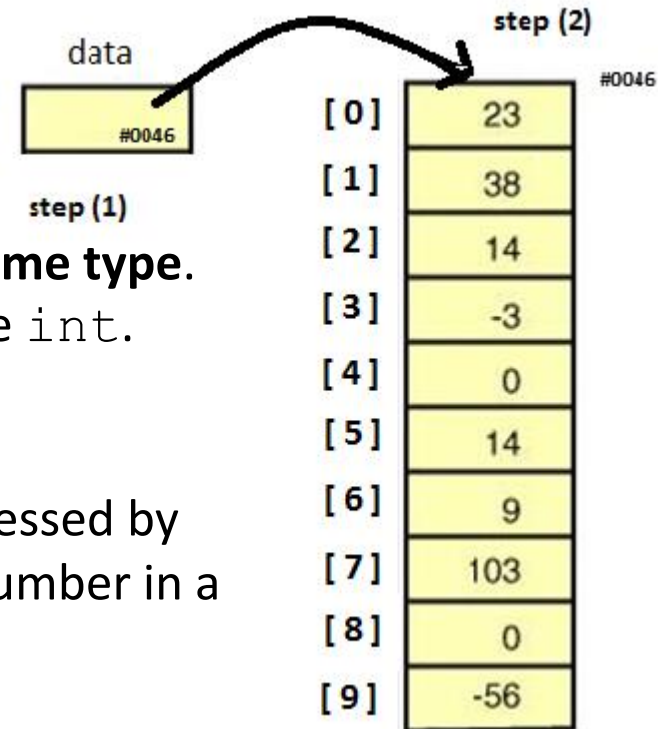 step (2)
data
#0046
#0046
step (1)
[0] 23
[1] 38
[2] 14
[3] -3
[4] 0
[5] 14
[6] 9
[7] 103
[8] 0
[9] -56
me type.
e int.
essed by
umber in a